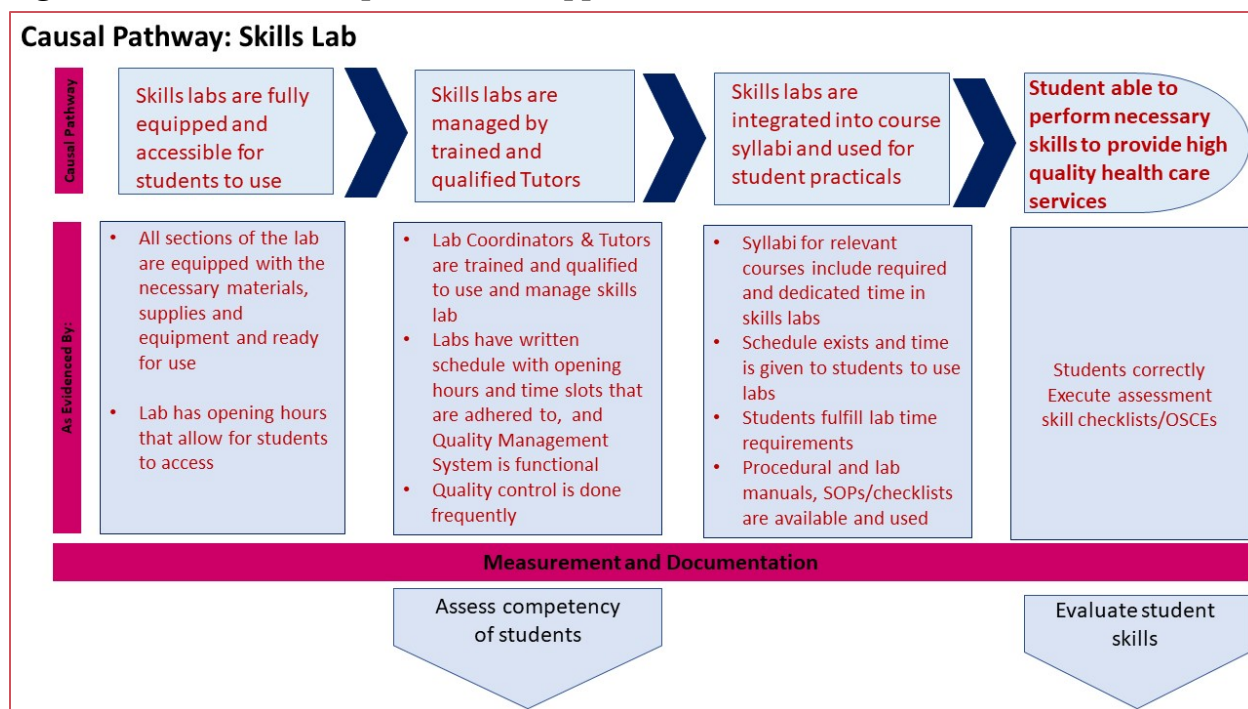 Causal Pathway: Skills Lab
Causal Pathway
Skills labs are fully
equipped and
accessible for
students to use
Skills labs are
managed by
trained and
qualified Tutors
Skills labs are
integrated into course
syllabi and used for
student practicals
Student able to
perform necessary
skills to provide high
quality health care
services
As Evidenced By:
• All sections of the lab
are equipped with the
necessary materials,
supplies and
equipment and ready
for use
• Lab has opening hours
that allow for students
to access
• Lab Coordinators & Tutors
are trained and qualified
to use and manage skills
lab
• Labs have written
schedule with opening
hours and time slots that
are adhered to, and
Quality Management
System is functional
• Quality control is done
frequently
• Syllabi for relevant
courses include required
and dedicated time in
skills labs
• Schedule exists and time
is given to students to use
labs
• Students fulfill lab time
requirements
• Procedural and lab
manuals, SOPs/checklists
are available and used
Students correctly
Execute assessment
skill checklists/OSCEs
Measurement and Documentation
Assess competency
of students
Evaluate student
skills